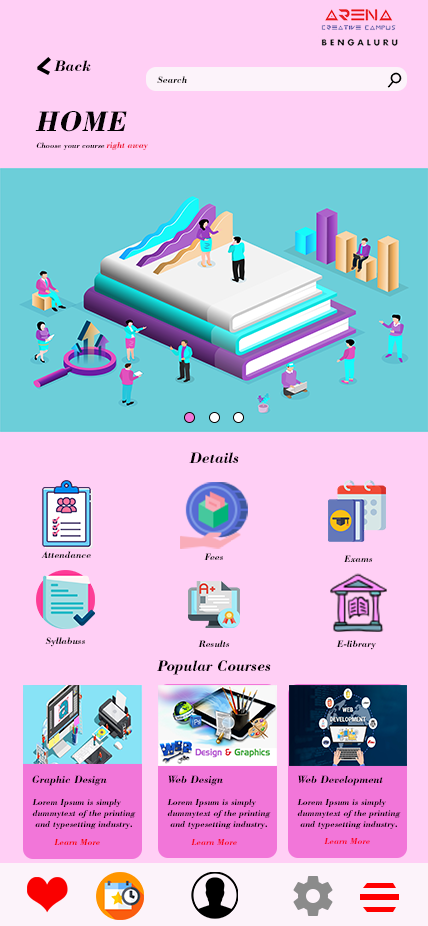 ARENA
CREATIVE CAMPUS
BENGALURU
Back
Search
HOME
Choose your course right away
Details
Attendance
Fees
Exams
A+
Syllabuss
Results
E-library
Popular Courses
a
WEB
Design & Graphics
WEB
DEVELOPMENT
Graphic Design
Web Design
Web Development
Lorem Ipsum is simply
dummytext of the printing
and typesetting industry.
Lorem Ipsum is simply
dummytext of the printing
and typesetting industry.
Lorem Ipsum is simply
dummytext of the printing
and typesetting industry.
Learn More
Learn More
Learn More